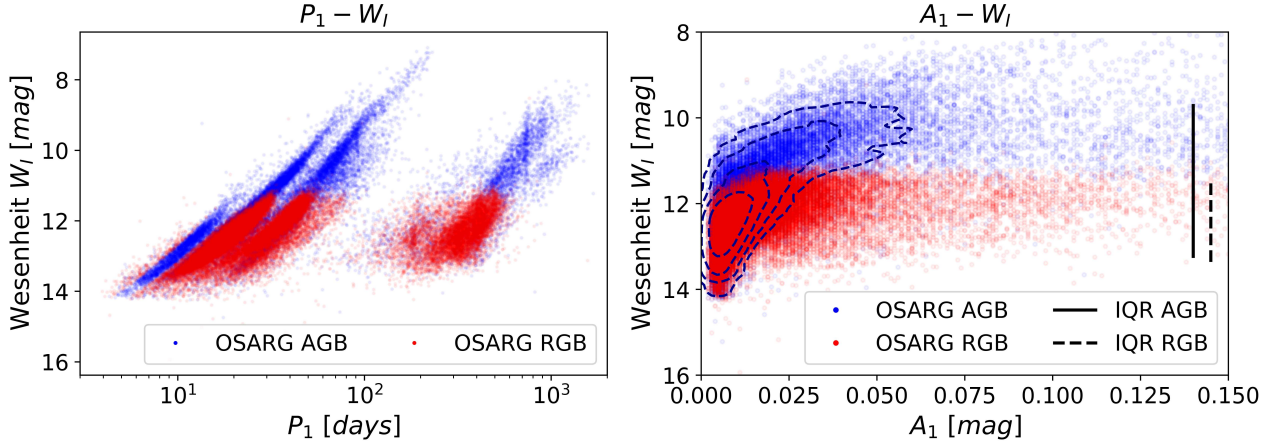 P₁ − W_I
Wesenheit W_I [mag]
8
10
12
14
16
OSARG AGB
OSARG RGB
10¹
10²
10³
P₁ [days]
A₁ − W_I
Wesenheit W_I [mag]
8
10
12
14
16
OSARG AGB
IQR AGB
OSARG RGB
IQR RGB
0.000
0.025
0.050
0.075
0.100
0.125
0.150
A₁ [mag]